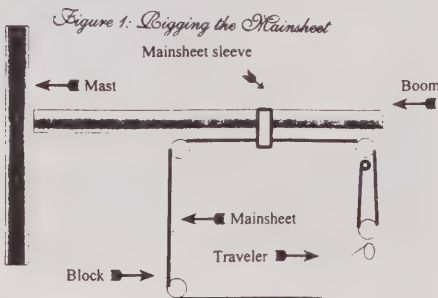 Figure 1: Rigging the Mainsheet
Mainsheet sleeve
Mast
Boom
Mainsheet
Traveler
Block